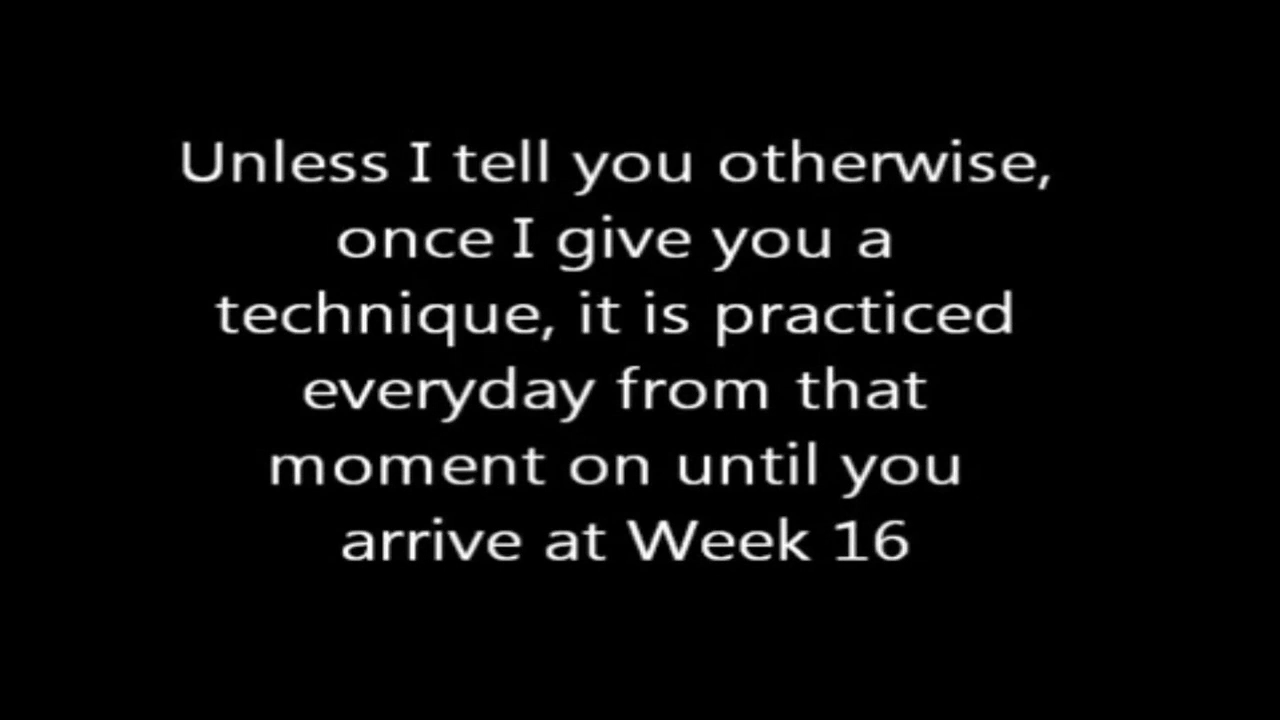 Unless I tell you otherwise,
once I give you a
technique, it is practiced
everyday from that
moment on until you
arrive at Week 16